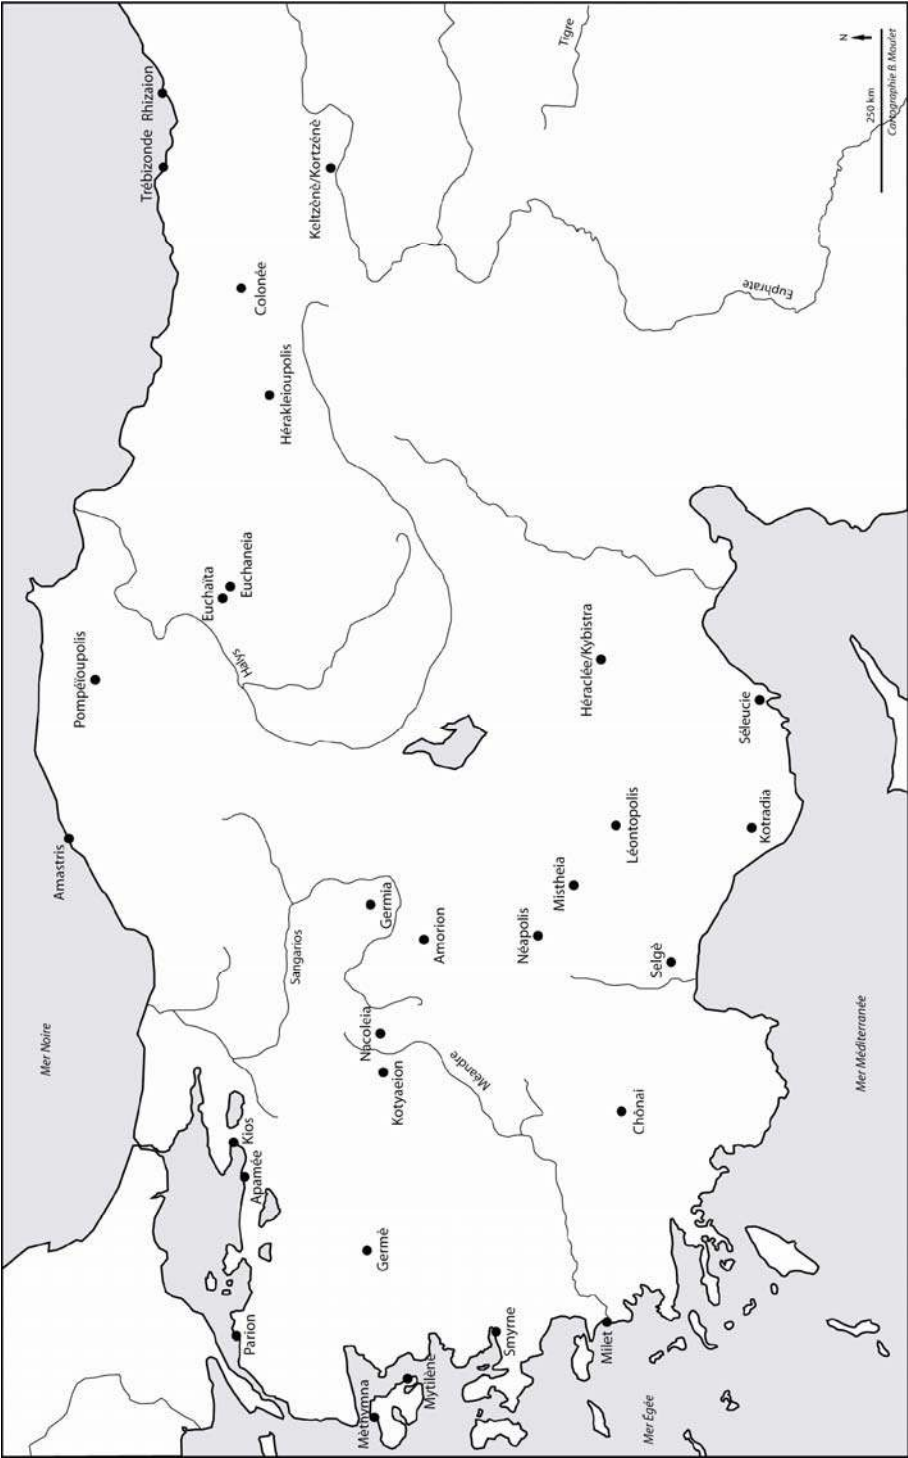 Mer Noire
Amastris
Pompéïoupolis
Trébizonde
Rhizaion
Kios
Apamée
Parion
Sangarios
Halys
Euchaïta
Euchaneia
Colonée
Hérakleioupolis
Keltzènè/Kortzènè
Tigre
Mèthymna
Mytilène
Germè
Kotyaeion
Nacoleia
Germia
Amorion
Méandre
Smyrne
Néapolis
Mistheia
Milet
Chônai
Selgè
Léontopolis
Héraclée/Kybistra
Séleucie
Kotradia
Euphrate
Mer Egée
Mer Méditerranée
N
250 km
Cartographie B. Moulet